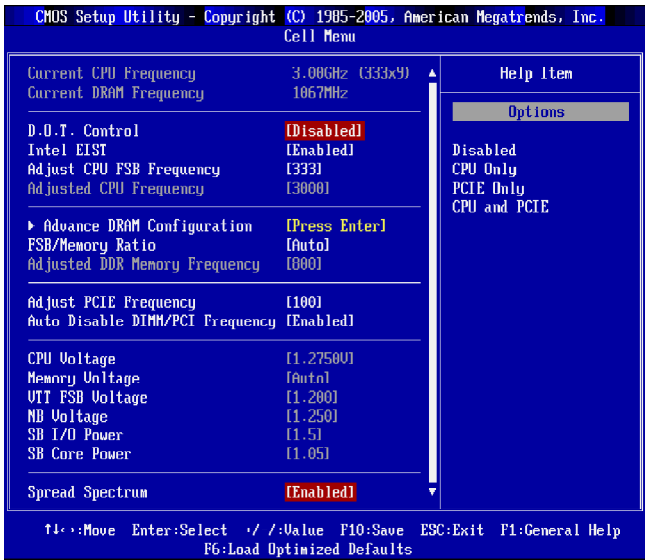 CMOS Setup Utility - Copyright (C) 1985-2005, American Megatrends, Inc.
Cell Menu
Current CPU Frequency 3.00GHz (333x9)
Current DRAM Frequency 1067MHz
D.O.T. Control [Disabled]
Intel EIST [Enabled]
Adjust CPU FSB Frequency [333]
Adjusted CPU Frequency [3000]
Advance DRAM Configuration [Press Enter]
FSB/Memory Ratio [Auto]
Adjusted DDR Memory Frequency [800]
Adjust PCIE Frequency [100]
Auto Disable DIMM/PCI Frequency [Enabled]
CPU Voltage [1.2750V]
Memory Voltage [Auto]
VTT FSB Voltage [1.200]
NB Voltage [1.250]
SB I/O Power [1.5]
SB Core Power [1.05]
Spread Spectrum [Enabled]
Help Item
Options
Disabled
CPU Only
PCIE Only
CPU and PCIE
↑↓←→:Move Enter:Select +/-/:Value F10:Save ESC:Exit F1:General Help
F6:Load Optimized Defaults